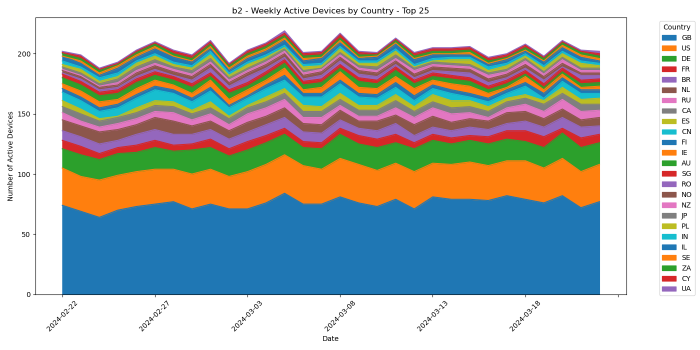 b2 - Weekly Active Devices by Country - Top 25
Country
GB
US
DE
FR
BR
NL
RU
CA
ES
CN
FI
IE
AU
SG
RO
NO
NZ
JP
PL
IN
IL
SE
ZA
CY
UA
Number of Active Devices
200
150
100
50
0
2024-02-22
2024-02-27
2024-03-03
2024-03-08
2024-03-13
2024-03-18
Date